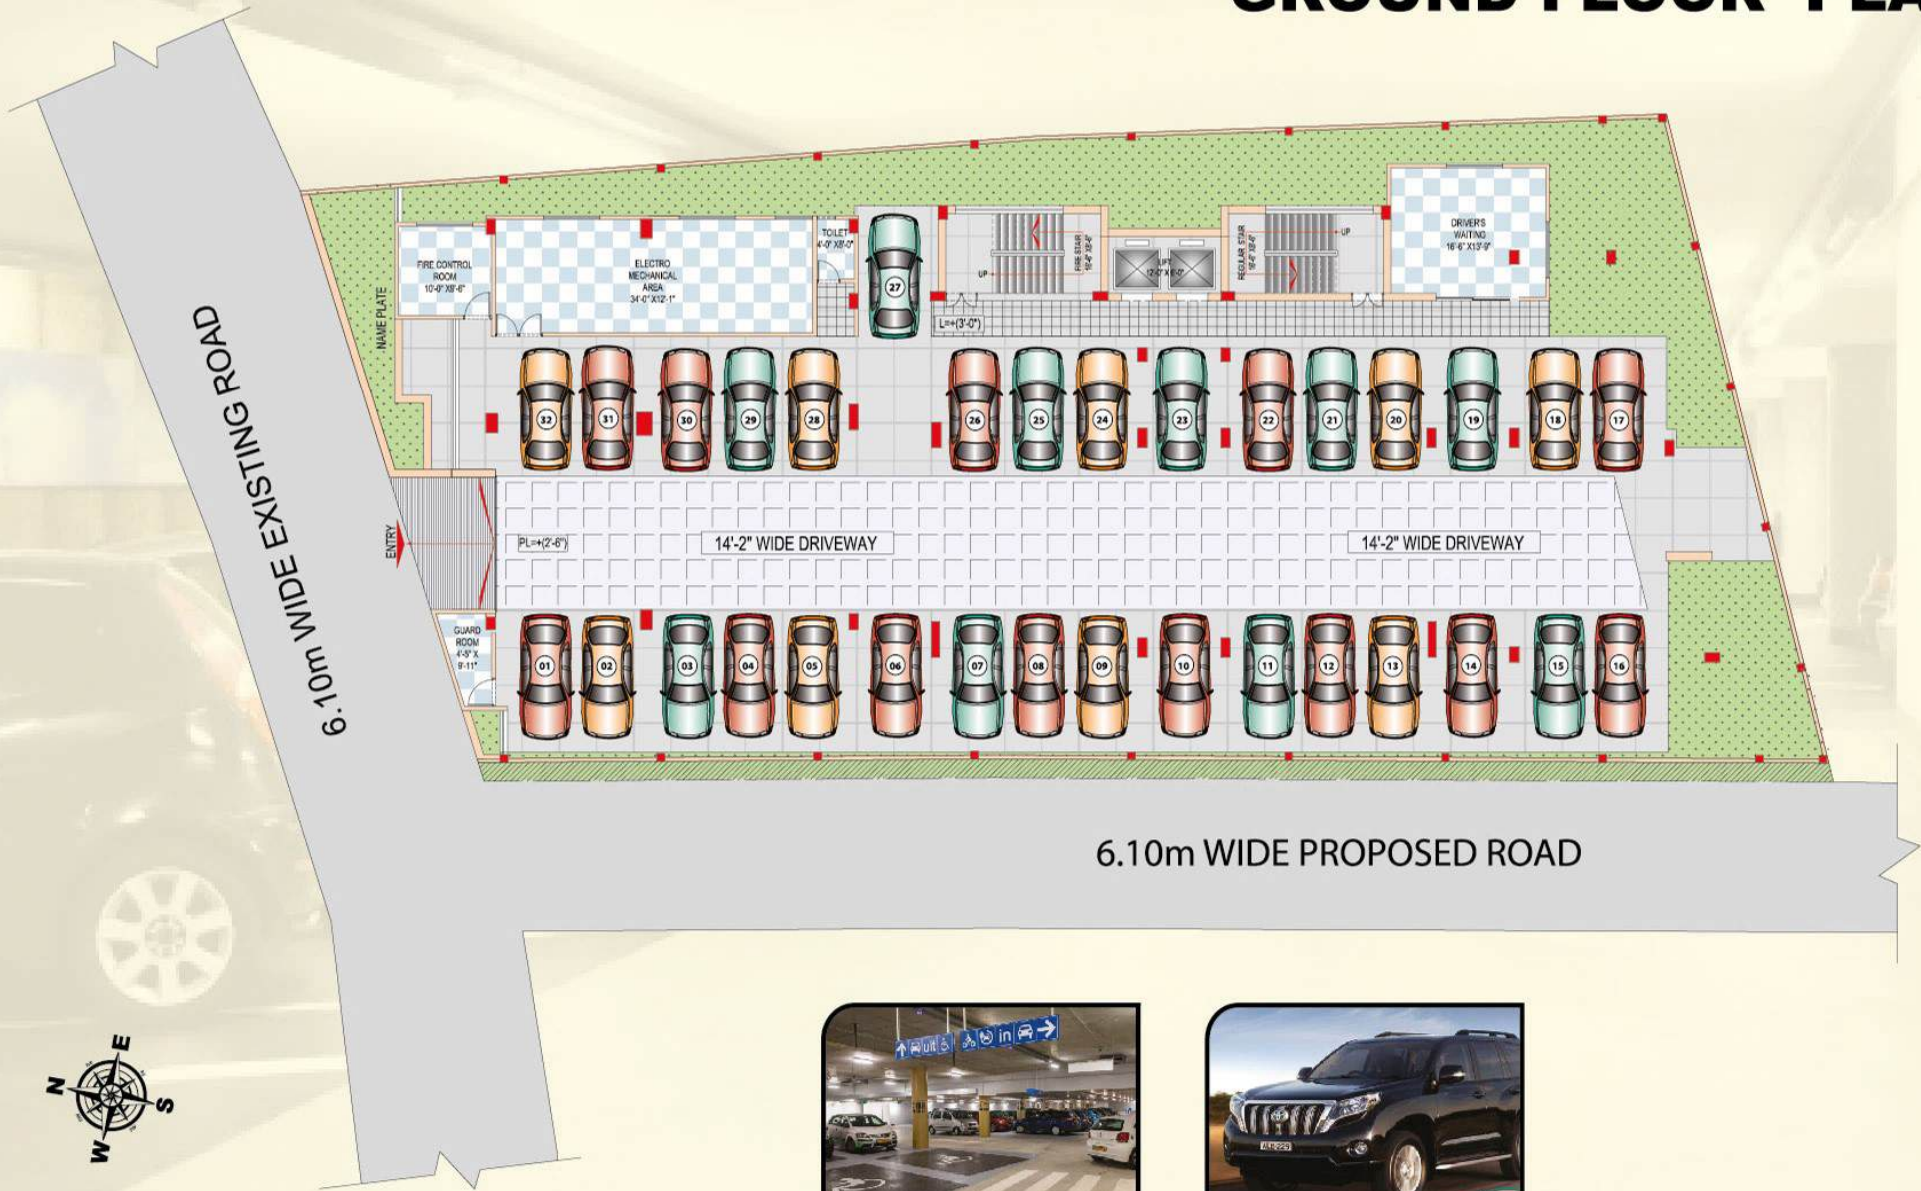 GROUND FLOOR PLA
FIRE CONTROL
ROOM
10'-0" X8'-6"
ELECTRO
MECHANICAL
AREA
34'-0" X12'-1"
TOILET
4'-0" X8'-0"
27
UP
FIRE STAIR
LIFT
REGULAR STAIR
UP
DRIVER'S
WAITING
16'-6" X13'-9"
L=+(3'-0")
NAME PLATE
32 31 30 29 28 26 25 24 23 22 21 20 19 18 17
6.10m WIDE EXISTING ROAD
ENTRY
PL=+(2'-6")
14'-2" WIDE DRIVEWAY
14'-2" WIDE DRIVEWAY
GUARD
ROOM
4'-5" X
9'-11"
01 02 03 04 05 06 07 08 09 10 11 12 13 14 15 16
6.10m WIDE PROPOSED ROAD
N E S W
ult in